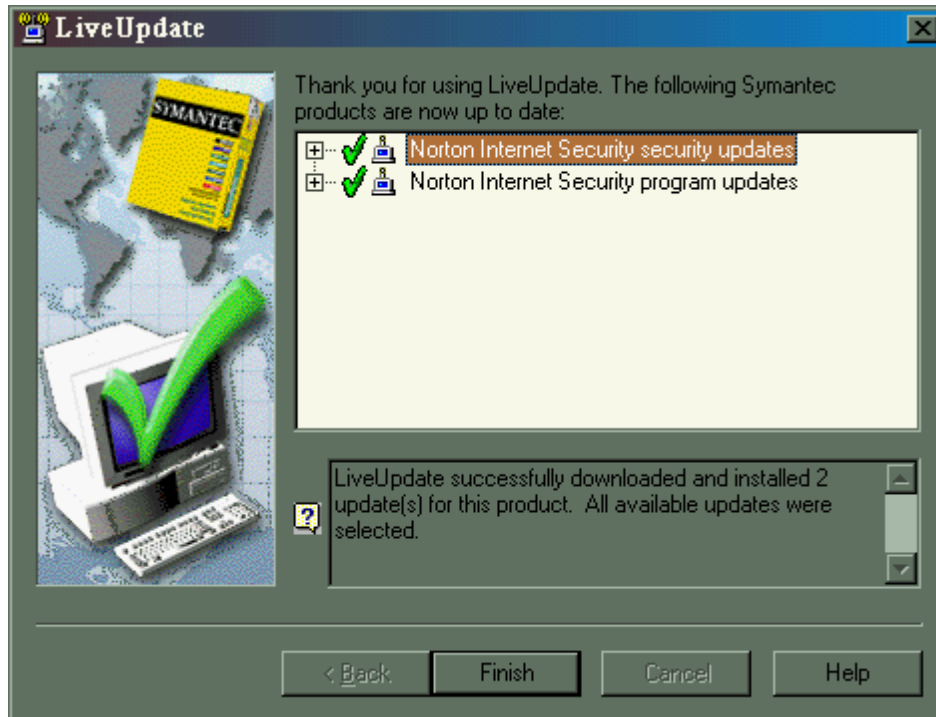 LiveUpdate
Thank you for using LiveUpdate. The following Symantec
products are now up to date:
SYMANTEC
Norton Internet Security security updates
Norton Internet Security program updates
LiveUpdate successfully downloaded and installed 2
update(s) for this product.  All available updates were
selected.
< Back
Finish
Cancel
Help